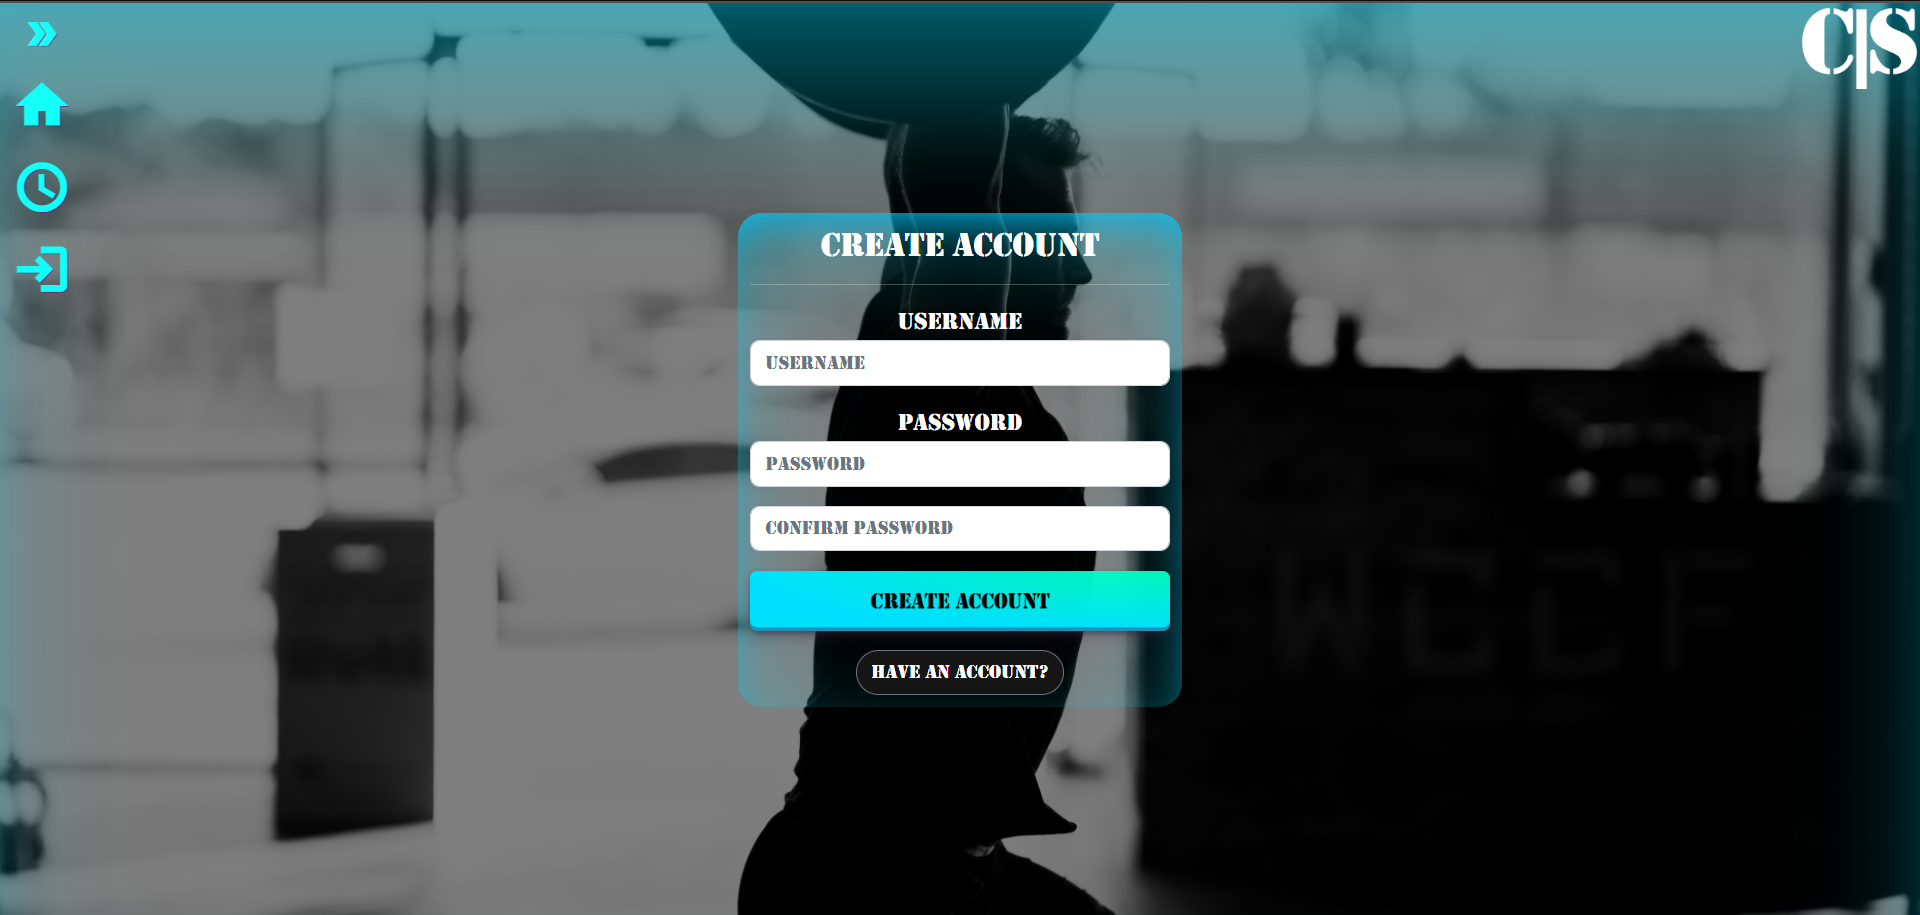 C|S
CREATE ACCOUNT
USERNAME
USERNAME
PASSWORD
PASSWORD
CONFIRM PASSWORD
CREATE ACCOUNT
HAVE AN ACCOUNT?
WCCF